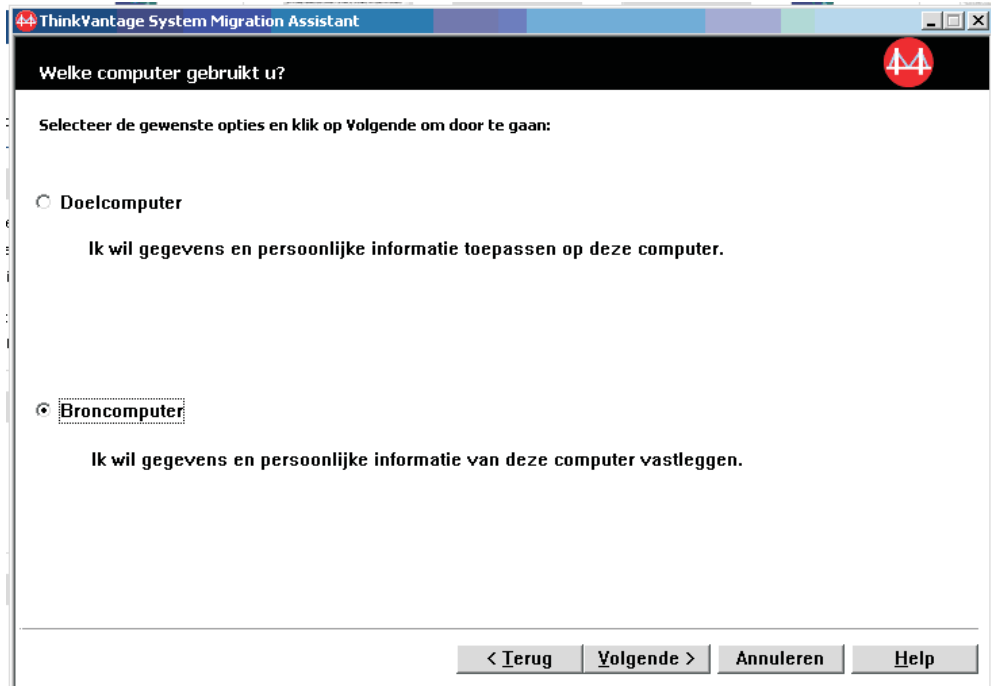 ThinkVantage System Migration Assistant
Welke computer gebruikt u?
Selecteer de gewenste opties en klik op Volgende om door te gaan:
Doelcomputer
Ik wil gegevens en persoonlijke informatie toepassen op deze computer.
Broncomputer
Ik wil gegevens en persoonlijke informatie van deze computer vastleggen.
< Terug
Volgende >
Annuleren
Help